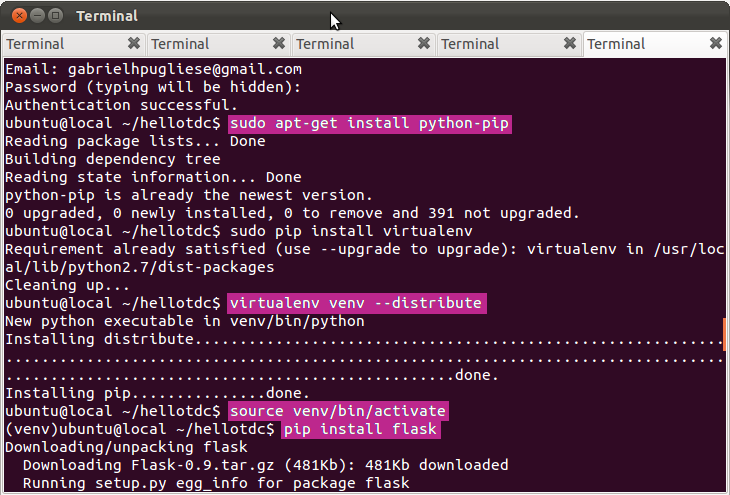 Terminal
Terminal Terminal Terminal Terminal Terminal
Email: gabrielhpugliese@gmail.com
Password (typing will be hidden):
Authentication successful.
ubuntu@local ~/hellotdc$ sudo apt-get install python-pip
Reading package lists... Done
Building dependency tree
Reading state information... Done
python-pip is already the newest version.
0 upgraded, 0 newly installed, 0 to remove and 391 not upgraded.
ubuntu@local ~/hellotdc$ sudo pip install virtualenv
Requirement already satisfied (use --upgrade to upgrade): virtualenv in /usr/loc
al/lib/python2.7/dist-packages
Cleaning up...
ubuntu@local ~/hellotdc$ virtualenv venv --distribute
New python executable in venv/bin/python
Installing distribute...........................................................
................................................................................
..................................................done.
Installing pip...............done.
ubuntu@local ~/hellotdc$ source venv/bin/activate
(venv)ubuntu@local ~/hellotdc$ pip install flask
Downloading/unpacking flask
  Downloading Flask-0.9.tar.gz (481Kb): 481Kb downloaded
  Running setup.py egg_info for package flask